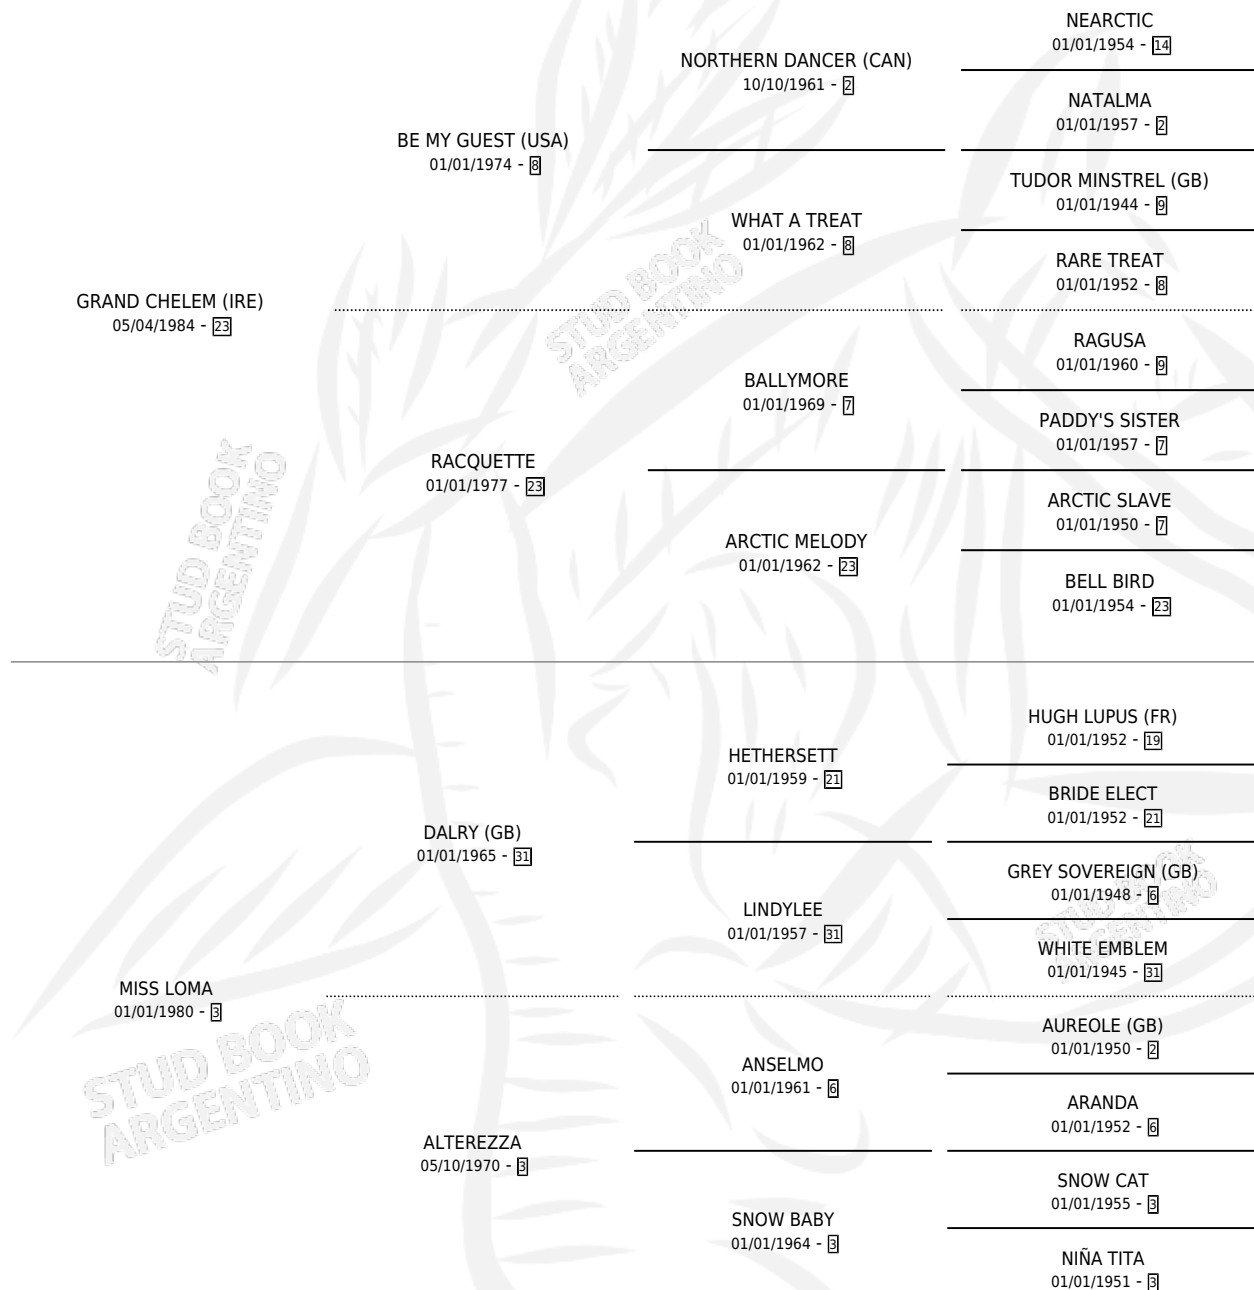 NEARCTIC
01/01/1954 - 14
NORTHERN DANCER (CAN)
10/10/1961 - 2
NATALMA
01/01/1957 - 2
BE MY GUEST (USA)
01/01/1974 - 8
TUDOR MINSTREL (GB)
01/01/1944 - 9
WHAT A TREAT
01/01/1962 - 8
RARE TREAT
01/01/1952 - 8
GRAND CHELEM (IRE)
05/04/1984 - 23
STUD BOOK
ARGENTINO
RAGUSA
01/01/1960 - 9
BALLYMORE
01/01/1969 - 7
PADDY'S SISTER
01/01/1957 - 7
RACQUETTE
01/01/1977 - 23
ARCTIC SLAVE
01/01/1950 - 7
ARCTIC MELODY
01/01/1962 - 23
BELL BIRD
01/01/1954 - 23
STUD BOOK
ARGENTINO
HUGH LUPUS (FR)
01/01/1952 - 19
HETHERSETT
01/01/1959 - 21
BRIDE ELECT
01/01/1952 - 21
DALRY (GB)
01/01/1965 - 31
GREY SOVEREIGN (GB)
01/01/1948 - 6
STUD BOOK
ARGENTINO
LINDYLEE
01/01/1957 - 31
WHITE EMBLEM
01/01/1945 - 31
MISS LOMA
01/01/1980 - 3
AUREOLE (GB)
01/01/1950 - 2
STUD BOOK
ARGENTINO
ANSELMO
01/01/1961 - 6
ARANDA
01/01/1952 - 6
ALTEREZZA
05/10/1970 - 3
SNOW CAT
01/01/1955 - 3
SNOW BABY
01/01/1964 - 3
NIÑA TITA
01/01/1951 - 3